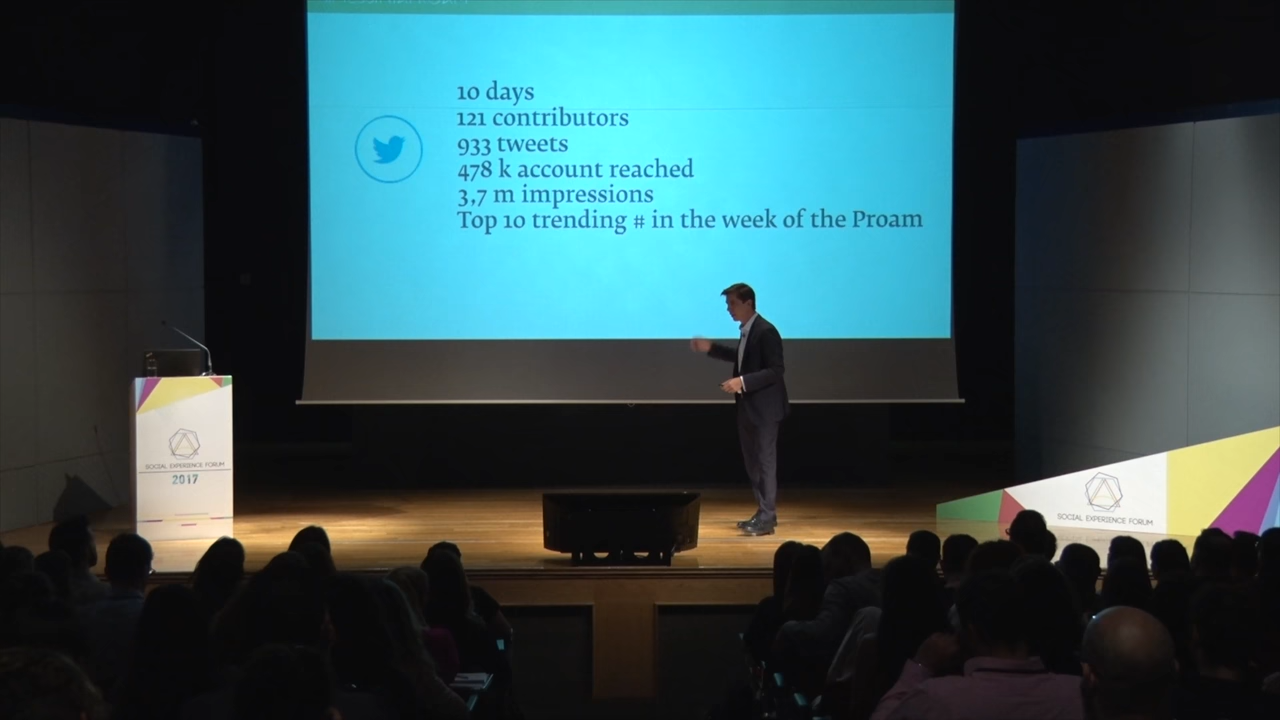 10 days
121 contributors
933 tweets
478 k account reached
3,7 m impressions
Top 10 trending # in the week of the Proam
SOCIAL EXPERIENCE FORUM
2017
SOCIAL EXPERIENCE FORUM